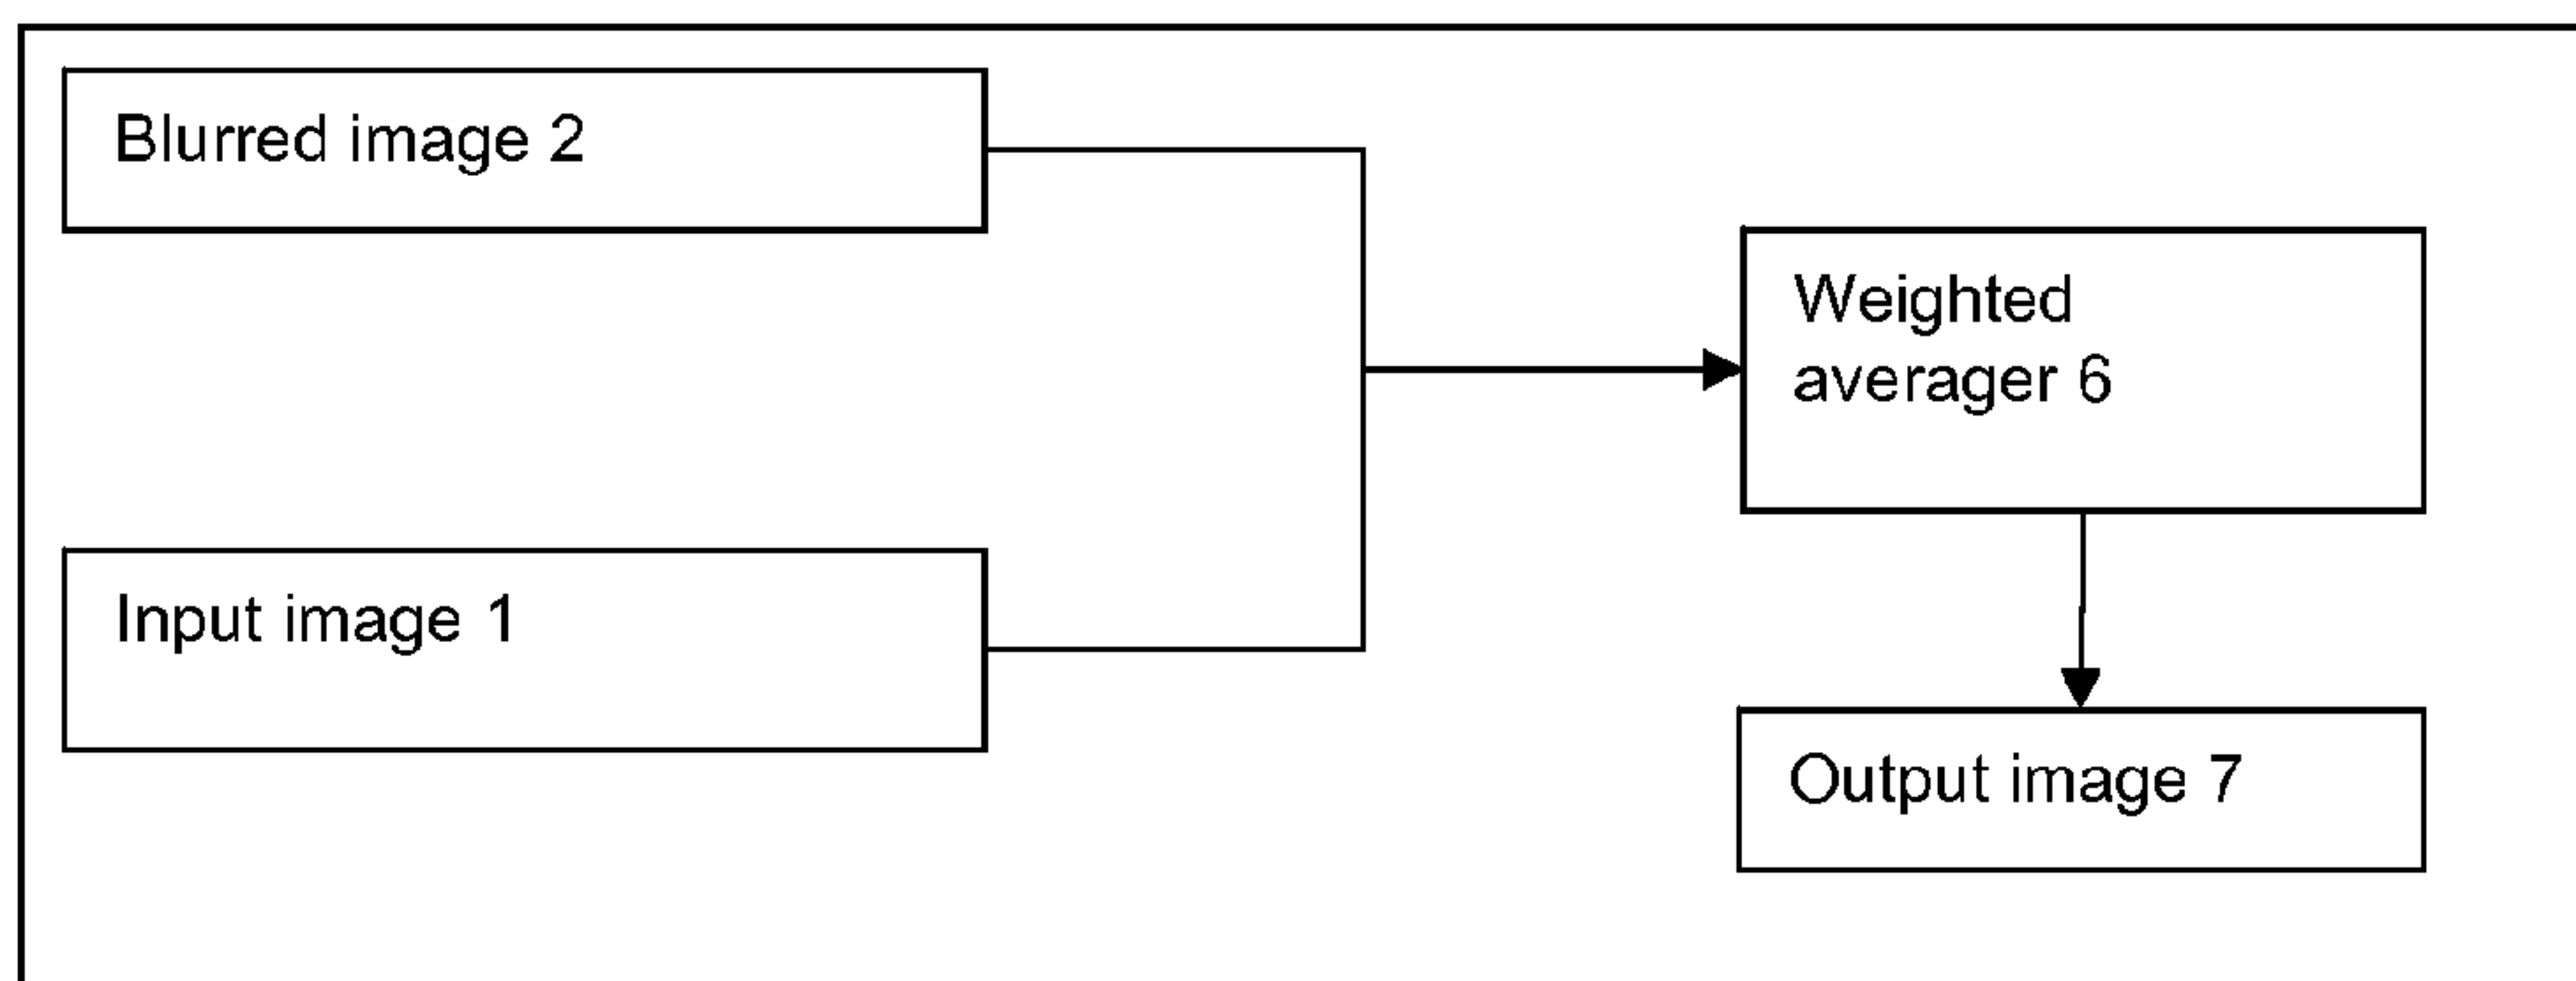 Blurred image 2
Weighted
averager 6
Input image 1
Output image 7